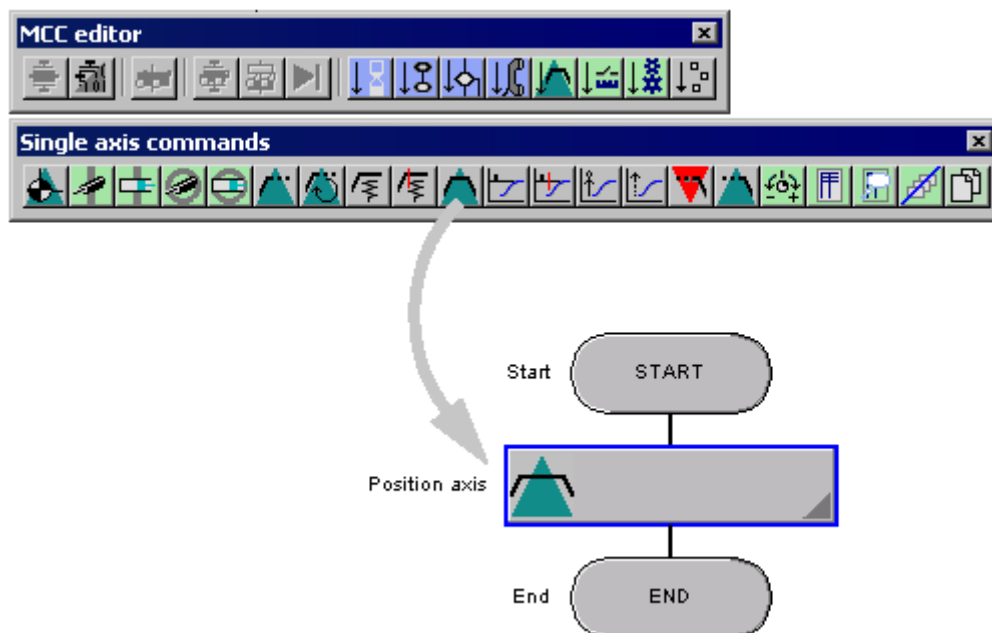 MCC editor
Single axis commands
Start
START
Position axis
End
END